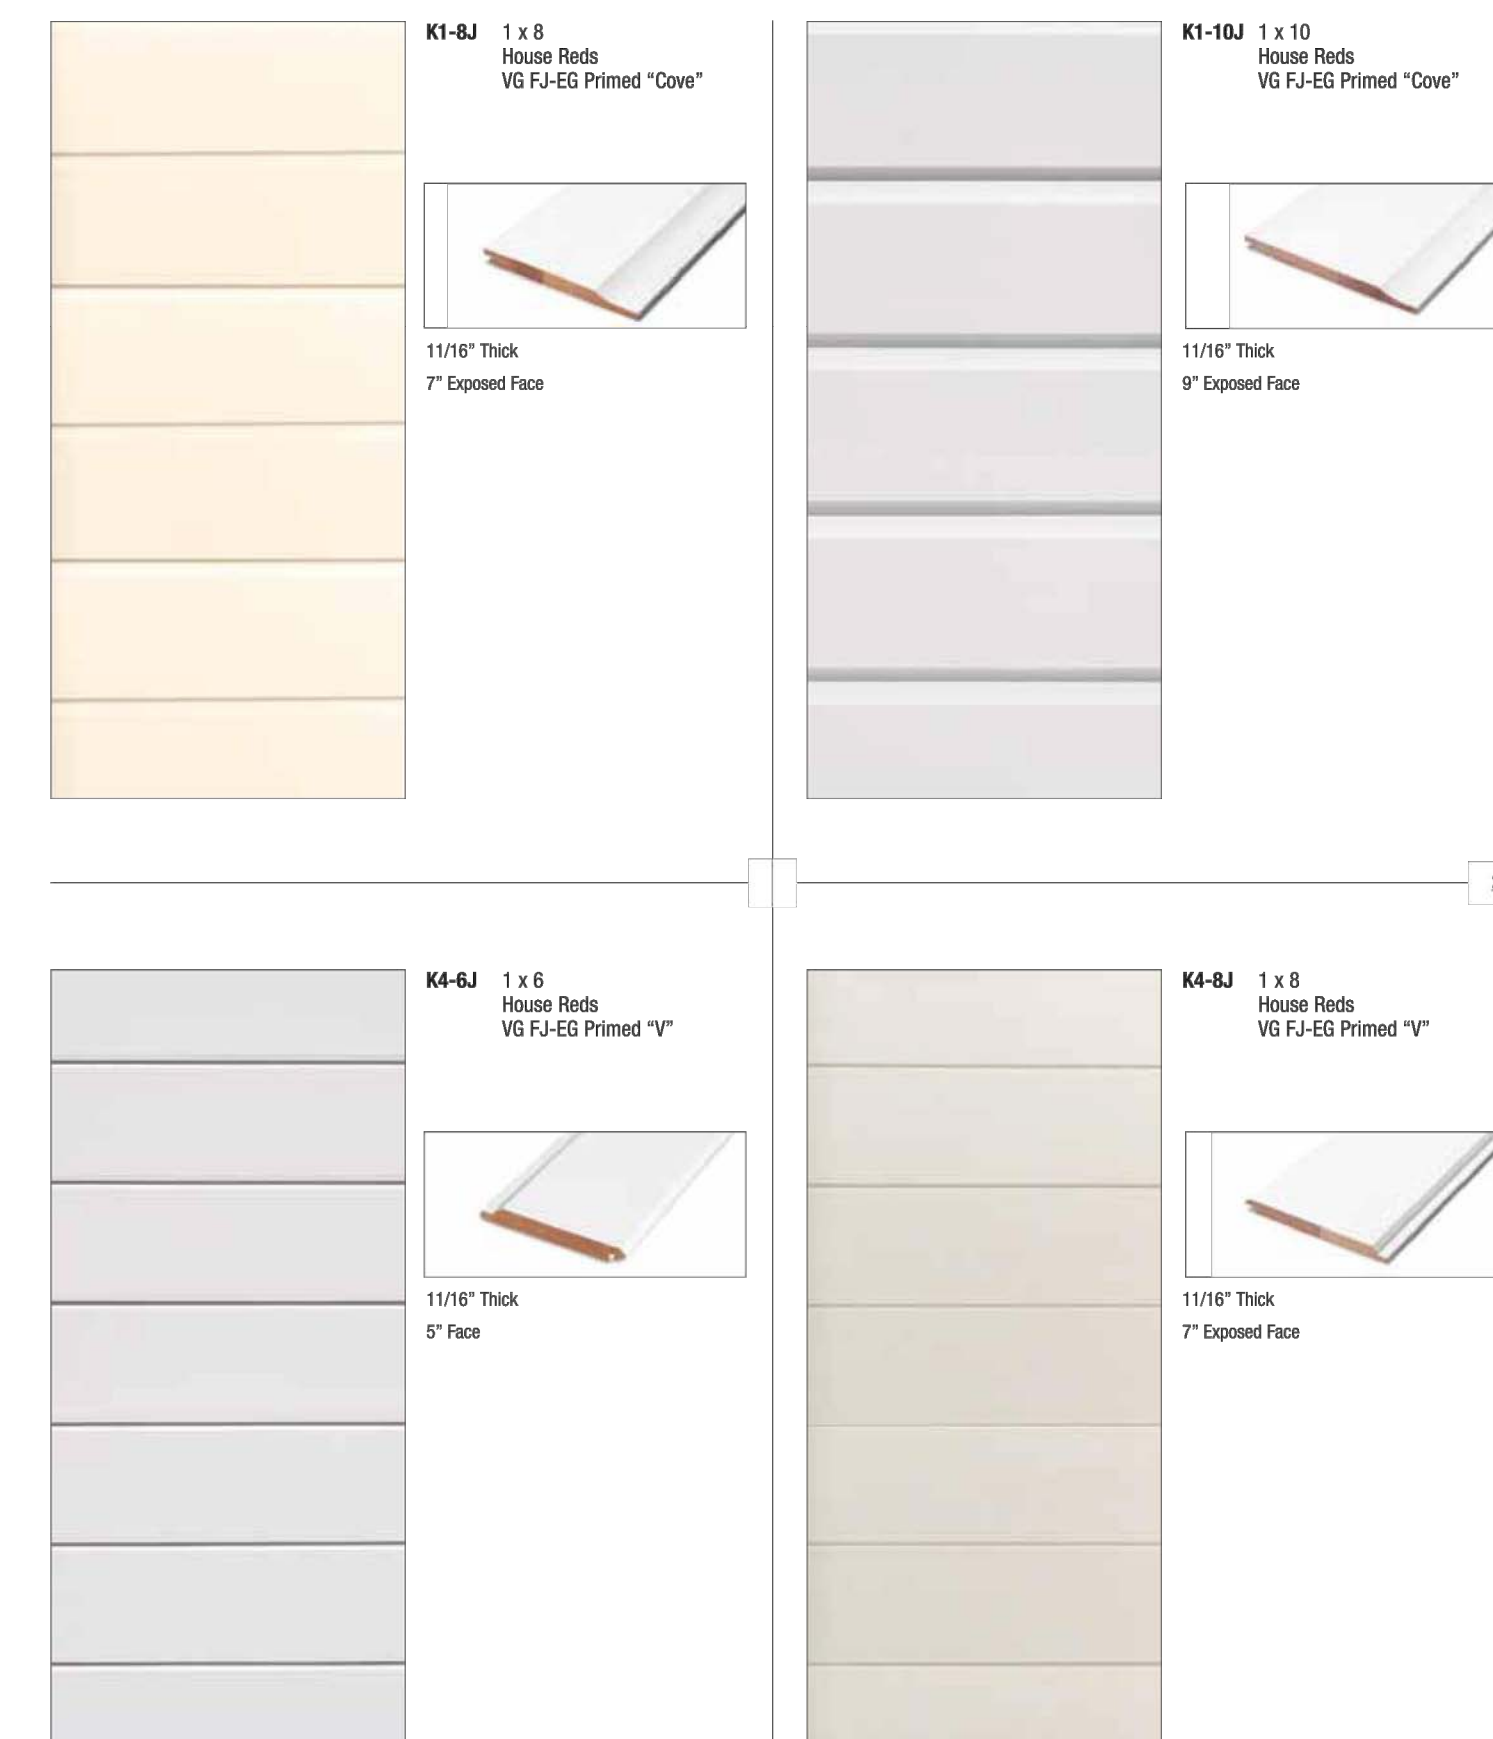 K1-8J 1 x 8
House Reds
VG FJ-EG Primed “Cove”
11/16” Thick
7” Exposed Face
K1-10J 1 x 10
House Reds
VG FJ-EG Primed “Cove”
11/16” Thick
9” Exposed Face
K4-6J 1 x 6
House Reds
VG FJ-EG Primed “V”
11/16” Thick
5” Face
K4-8J 1 x 8
House Reds
VG FJ-EG Primed “V”
11/16” Thick
7” Exposed Face